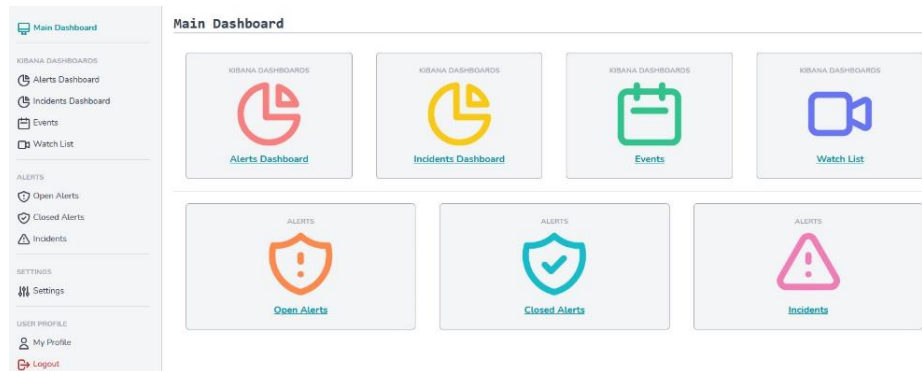 Main Dashboard
KIBANA DASHBOARDS
Alerts Dashboard
Incidents Dashboard
Events
Watch List
ALERTS
Open Alerts
Closed Alerts
Incidents
SETTINGS
Settings
USER PROFILE
My Profile
Logout
Main Dashboard
KIBANA DASHBOARDS
Alerts Dashboard
KIBANA DASHBOARDS
Incidents Dashboard
KIBANA DASHBOARDS
Events
KIBANA DASHBOARDS
Watch List
ALERTS
Open Alerts
ALERTS
Closed Alerts
ALERTS
Incidents